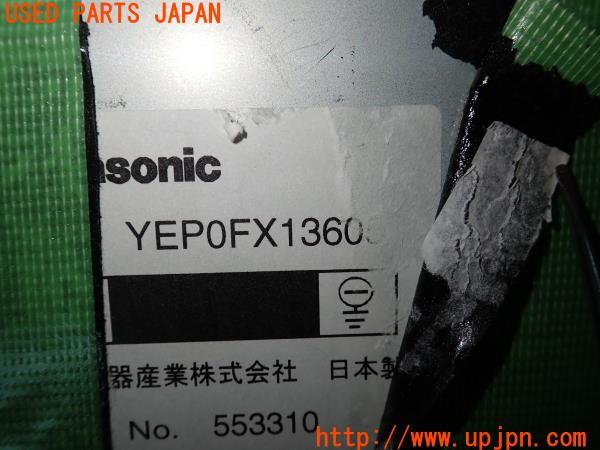 USED PARTS JAPAN
asonic
YEP0FX1360
器産業株式会社 日本製
No. 553310
http://www.upjpn.com/